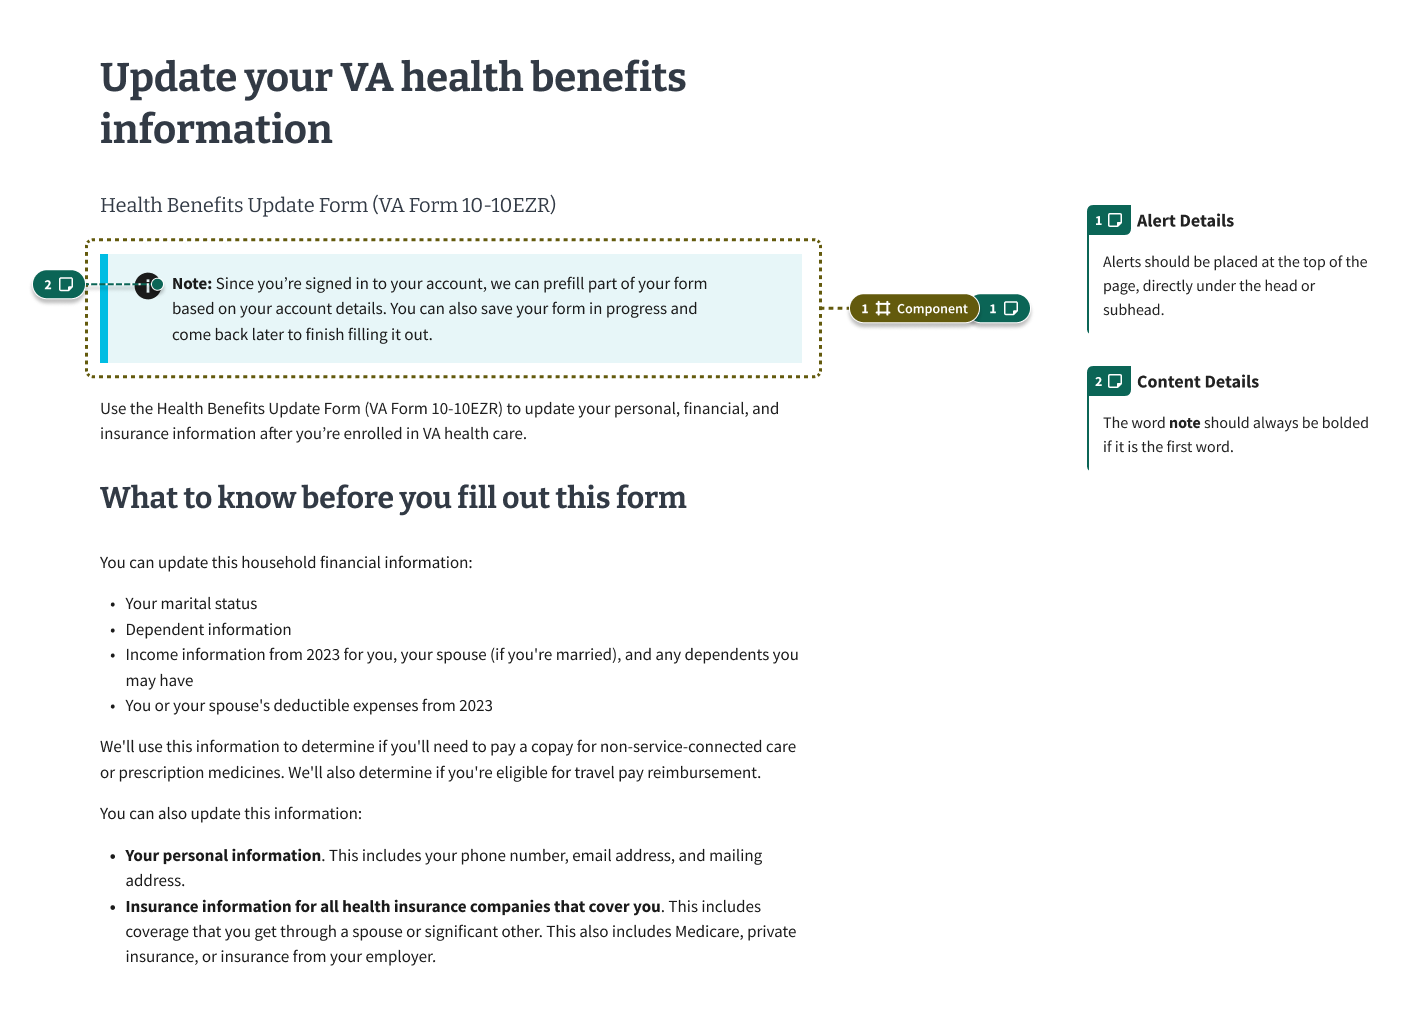 Update your VA health benefits
information
Health Benefits Update Form (VA Form 10-10EZR)
2
Note: Since you’re signed in to your account, we can prefill part of your form
based on your account details. You can also save your form in progress and
come back later to finish filling it out.
1 Component 1
Use the Health Benefits Update Form (VA Form 10-10EZR) to update your personal, financial, and
insurance information after you’re enrolled in VA health care.
What to know before you fill out this form
You can update this household financial information:
• Your marital status
• Dependent information
• Income information from 2023 for you, your spouse (if you're married), and any dependents you
may have
• You or your spouse's deductible expenses from 2023
We'll use this information to determine if you'll need to pay a copay for non-service-connected care
or prescription medicines. We'll also determine if you're eligible for travel pay reimbursement.
You can also update this information:
• Your personal information. This includes your phone number, email address, and mailing
address.
• Insurance information for all health insurance companies that cover you. This includes
coverage that you get through a spouse or significant other. This also includes Medicare, private
insurance, or insurance from your employer.
1 Alert Details
Alerts should be placed at the top of the
page, directly under the head or
subhead.
2 Content Details
The word note should always be bolded
if it is the first word.